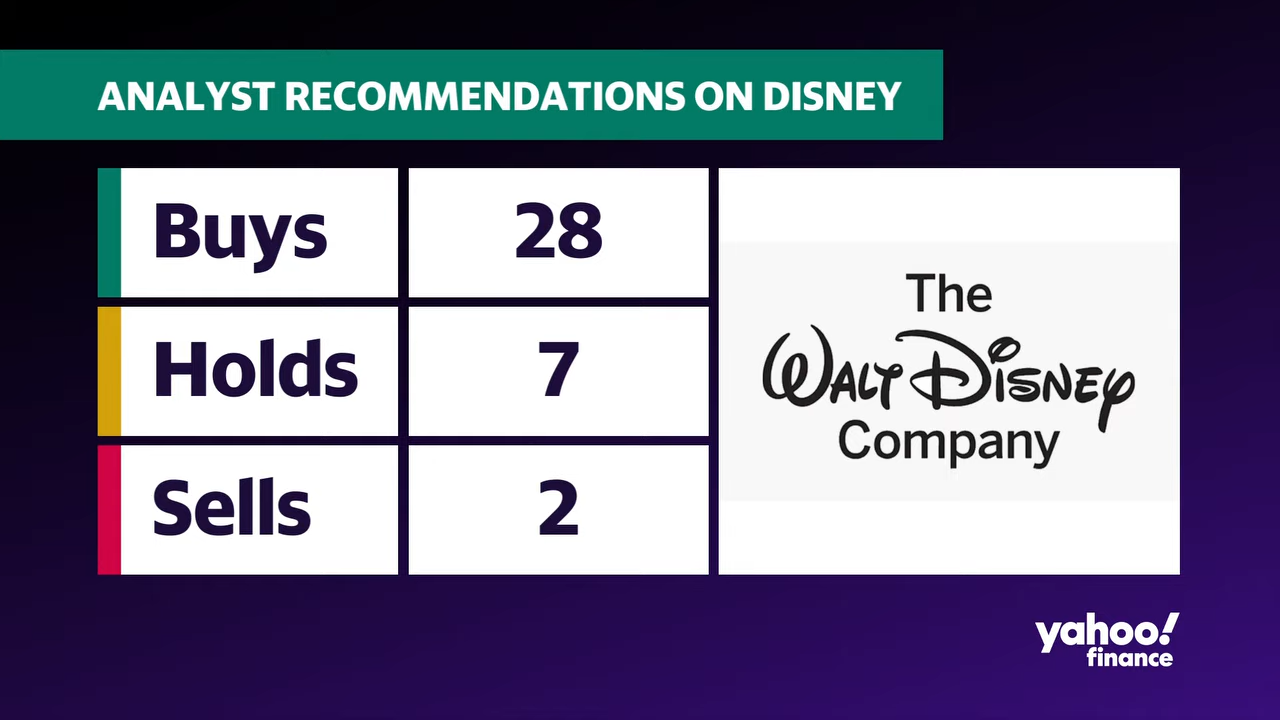 ANALYST RECOMMENDATIONS ON DISNEY
Buys 28
Holds 7
Sells 2
The
WALT DISNEY
Company
yahoo!
finance